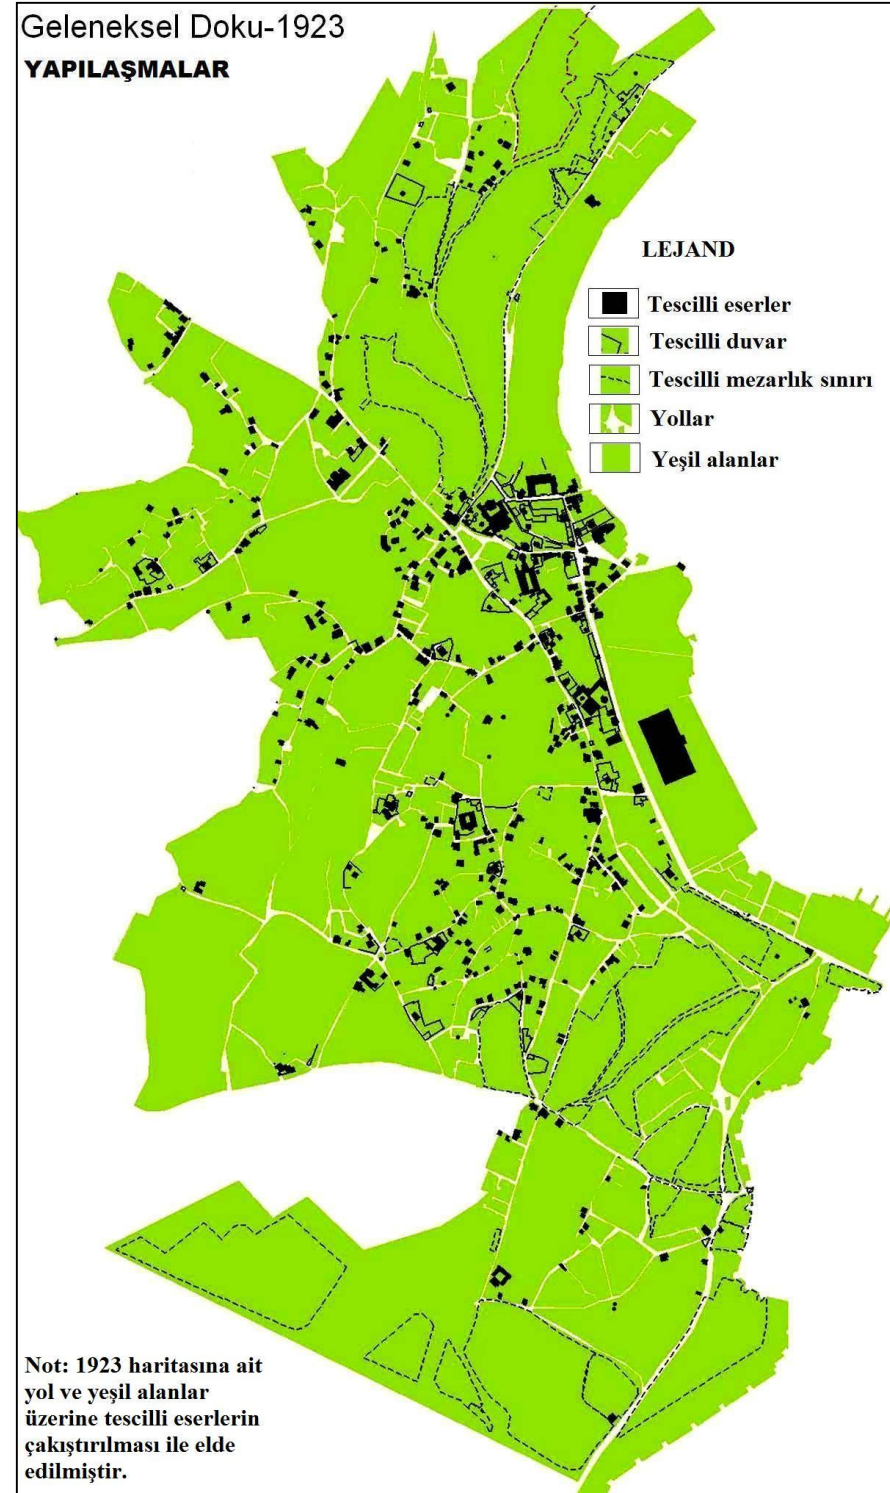 Geleneksel Doku-1923
YAPILAŞMALAR
LEJAND
Tescilli eserler
Tescilli duvar
Tescilli mezarlık sınırı
Yollar
Yeşil alanlar
Not: 1923 haritasına ait
yol ve yeşil alanlar
üzerine tescilli eserlerin
çakıştırılması ile elde
edilmiştir.